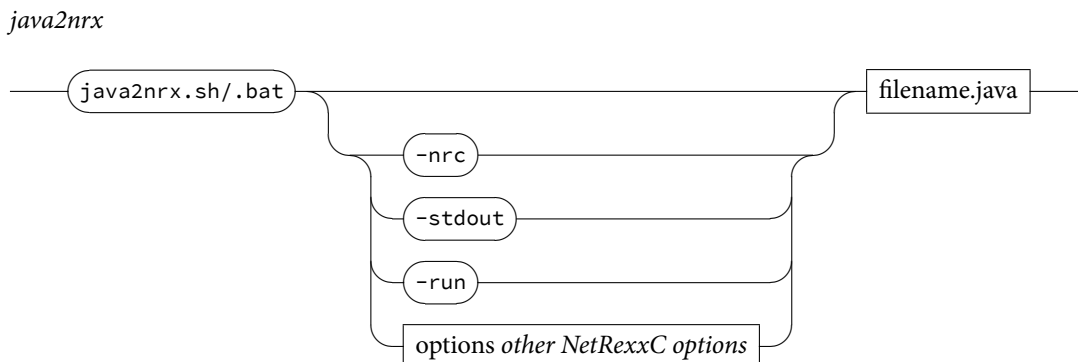 java2nrx
java2nrx.sh/.bat filename.java
-nrc
-stdout
-run
options other NetRexxC options